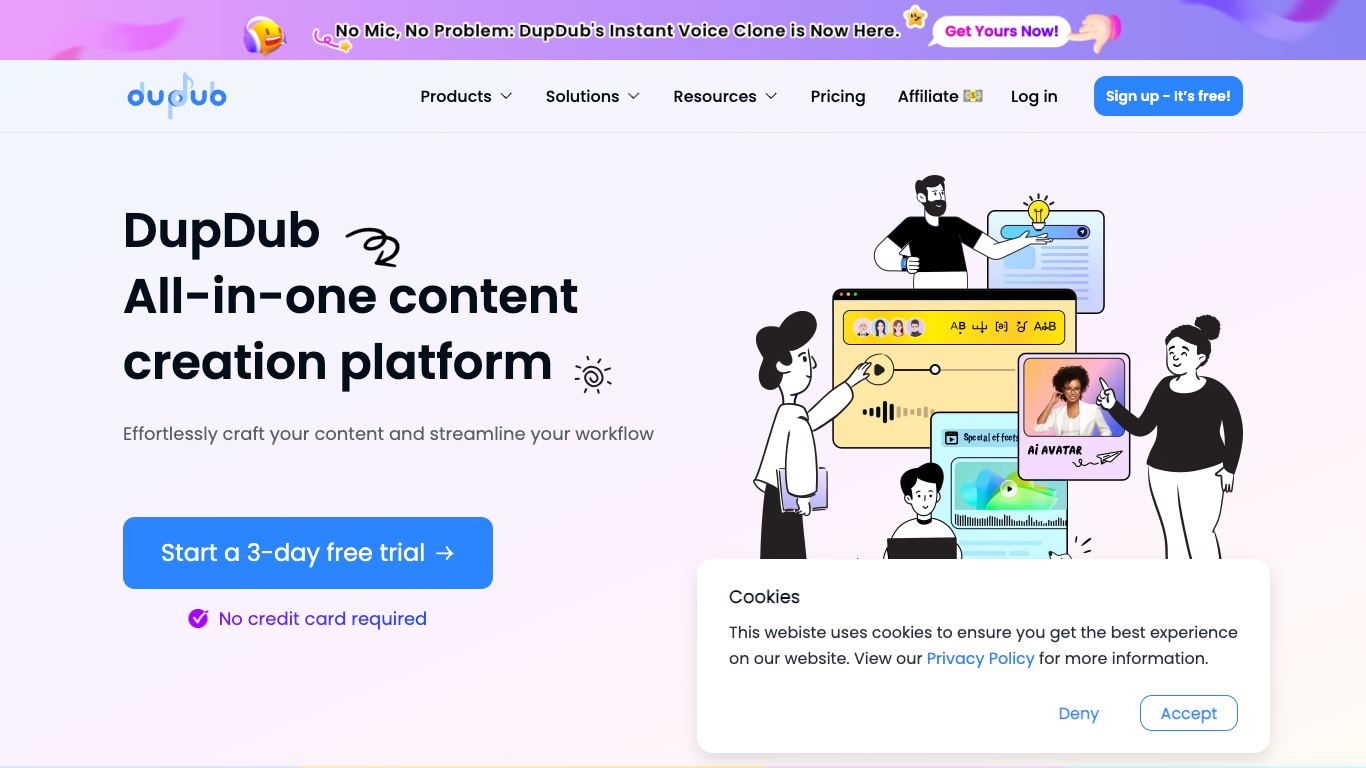 No Mic, No Problem: DupDub's Instant Voice Clone is Now Here.
Get Yours Now!
dupdub
Products
Solutions
Resources
Pricing
Affiliate
Log in
Sign up - It's free!
DupDub
All-in-one content
creation platform
Effortlessly craft your content and streamline your workflow
Start a 3-day free trial →
No credit card required
AB
Special effects
Ai AVATAR
Cookies
This webiste uses cookies to ensure you get the best experience
on our website. View our Privacy Policy for more information.
Deny
Accept